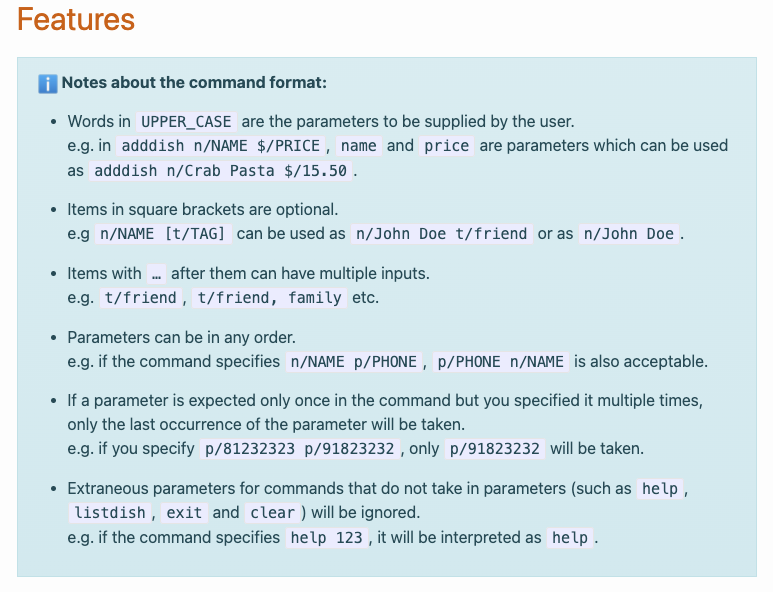 Features
ℹ️ Notes about the command format:
• Words in UPPER_CASE are the parameters to be supplied by the user.
e.g. in adddish n/NAME $/PRICE , name and price are parameters which can be used
as adddish n/Crab Pasta $/15.50 .
• Items in square brackets are optional.
e.g n/NAME [t/TAG] can be used as n/John Doe t/friend or as n/John Doe .
• Items with … after them can have multiple inputs.
e.g. t/friend , t/friend, family etc.
• Parameters can be in any order.
e.g. if the command specifies n/NAME p/PHONE , p/PHONE n/NAME is also acceptable.
• If a parameter is expected only once in the command but you specified it multiple times,
only the last occurrence of the parameter will be taken.
e.g. if you specify p/81232323 p/91823232 , only p/91823232 will be taken.
• Extraneous parameters for commands that do not take in parameters (such as help ,
listdish , exit and clear ) will be ignored.
e.g. if the command specifies help 123 , it will be interpreted as help .